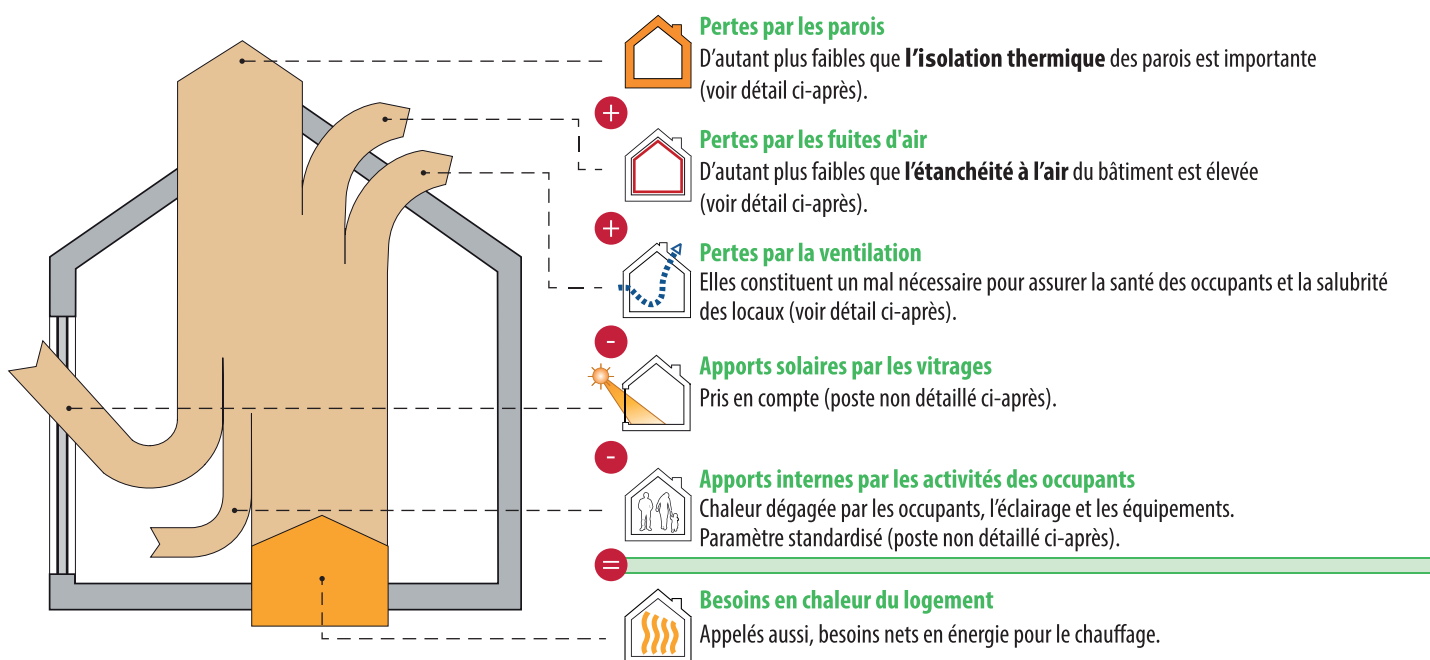 Pertes par les parois
D'autant plus faibles que l'isolation thermique des parois est importante
(voir détail ci-après).
+
Pertes par les fuites d'air
D'autant plus faibles que l'étanchéité à l'air du bâtiment est élevée
(voir détail ci-après).
+
Pertes par la ventilation
Elles constituent un mal nécessaire pour assurer la santé des occupants et la salubrité
des locaux (voir détail ci-après).
-
Apports solaires par les vitrages
Pris en compte (poste non détaillé ci-après).
-
Apports internes par les activités des occupants
Chaleur dégagée par les occupants, l'éclairage et les équipements.
Paramètre standardisé (poste non détaillé ci-après).
=
Besoins en chaleur du logement
Appelés aussi, besoins nets en énergie pour le chauffage.